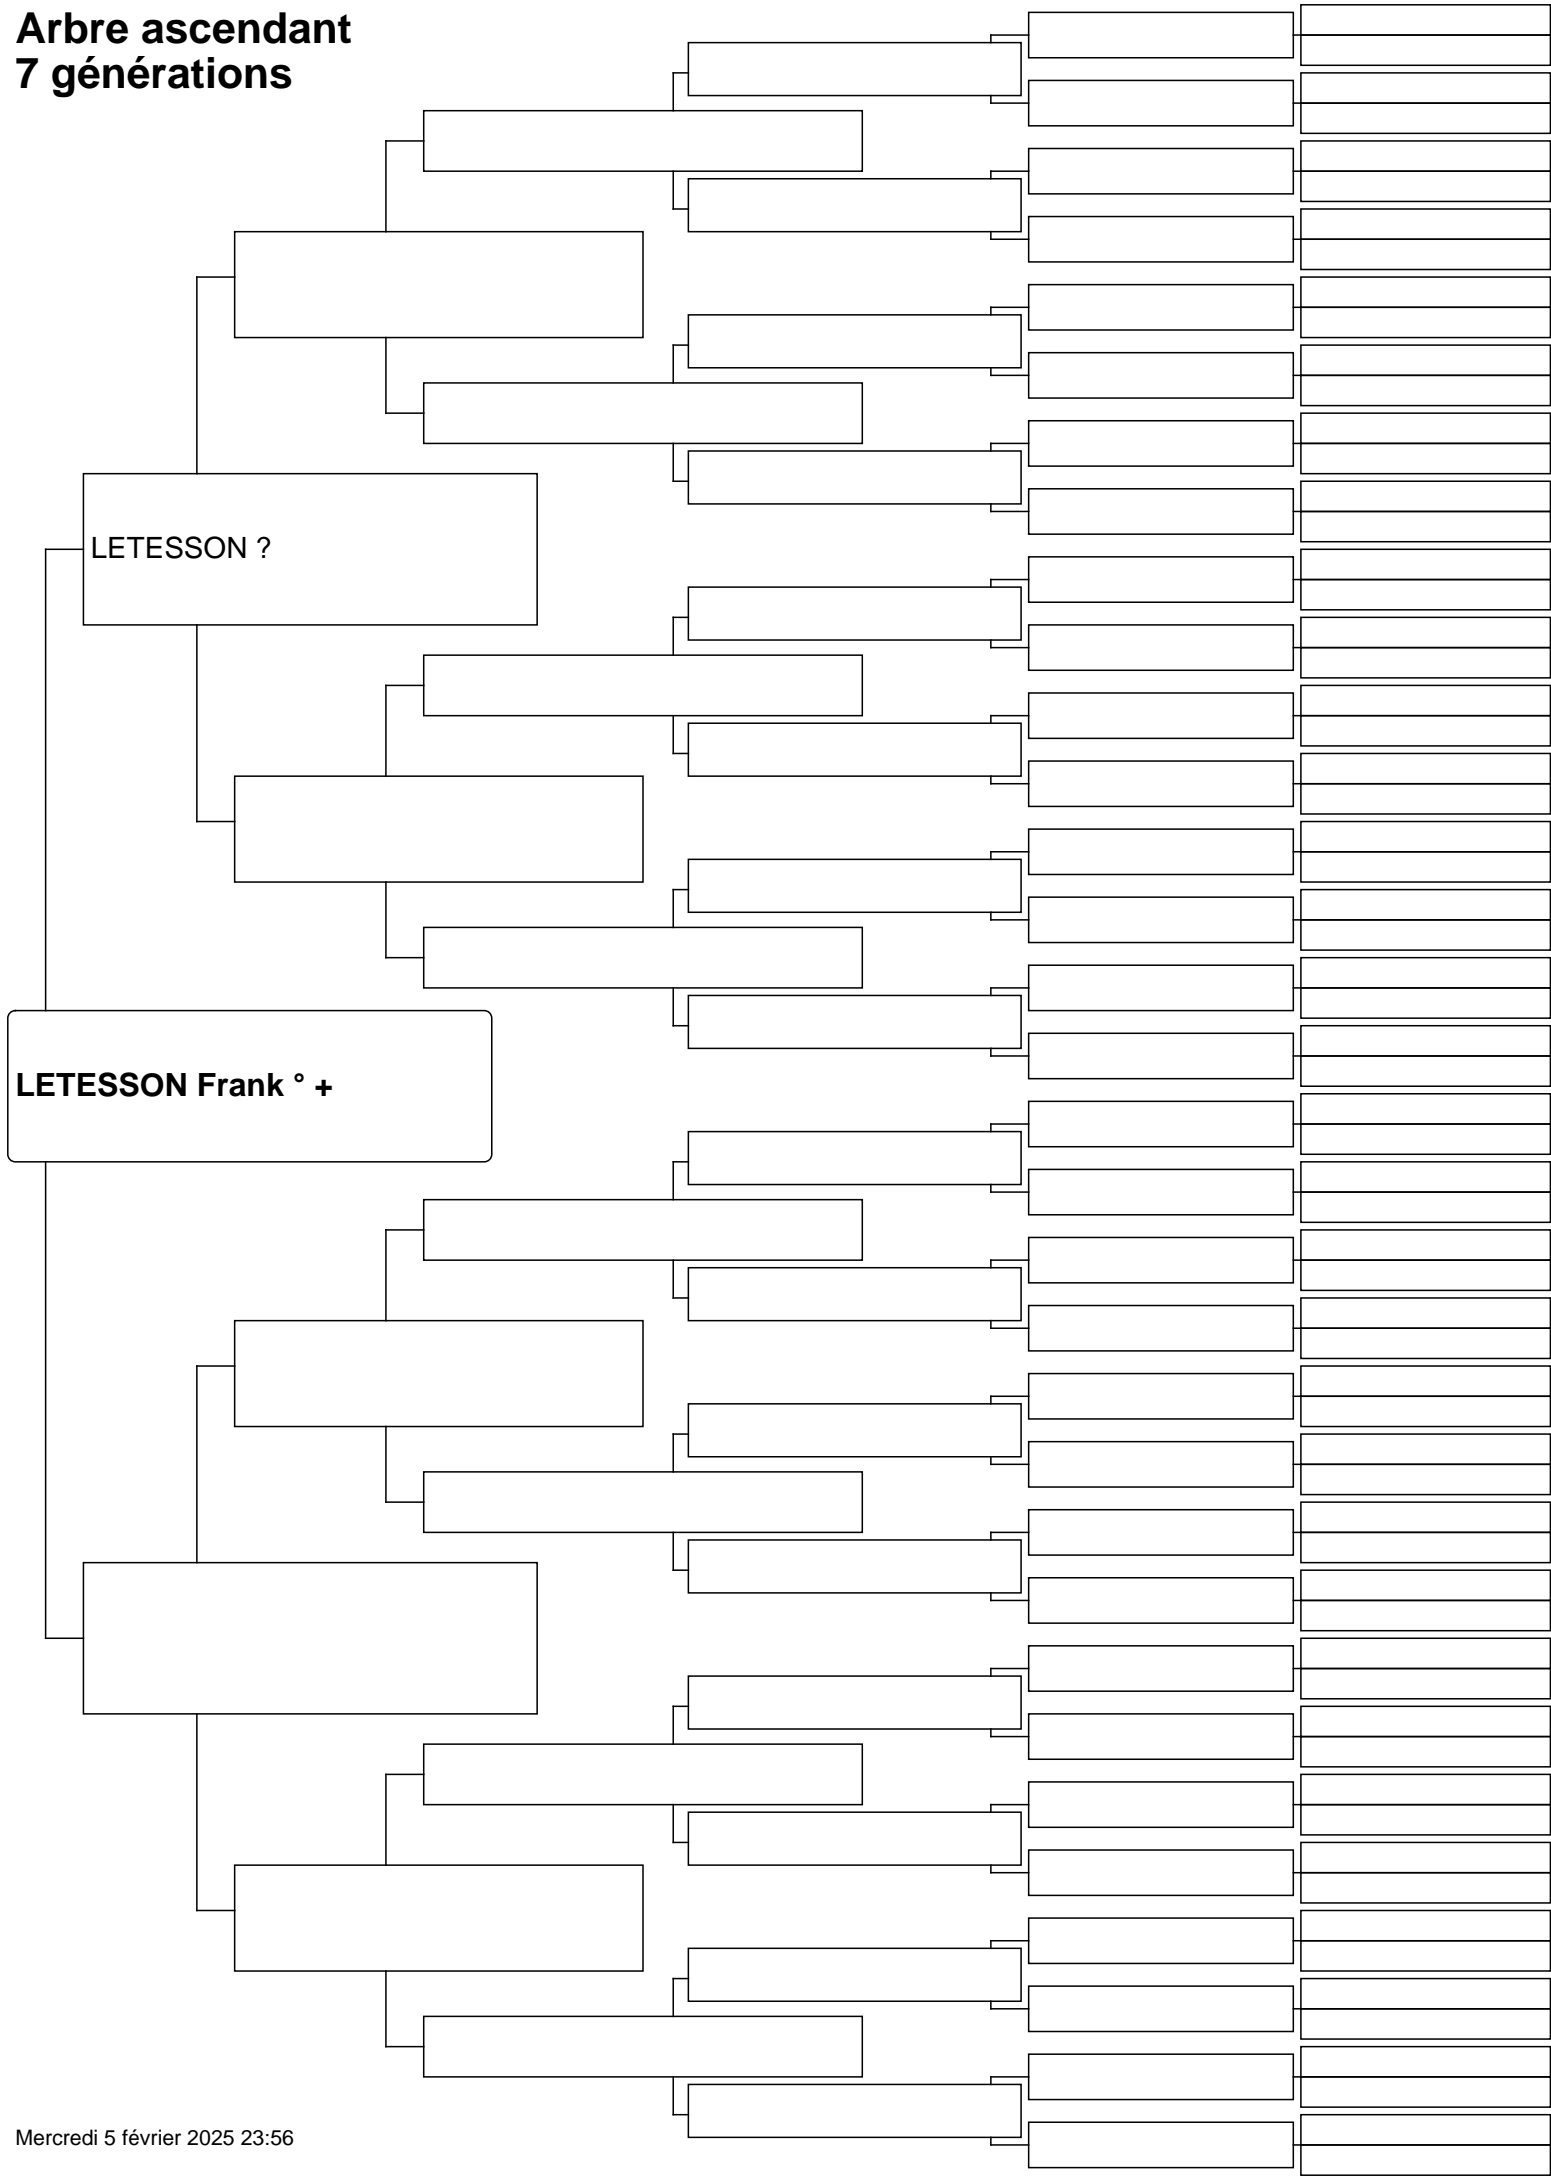 Arbre ascendant
7 générations
LETESSON ?
LETESSON Frank ° +
Mercredi 5 février 2025 23:56